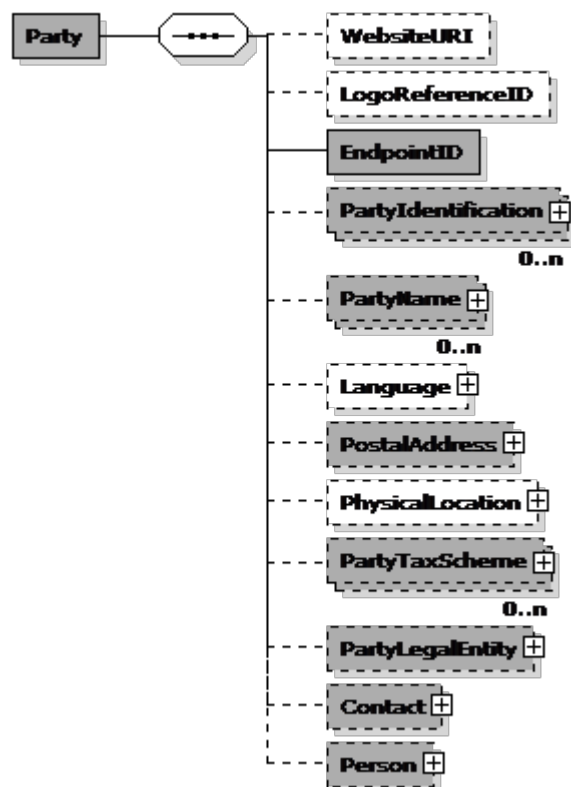 Party
WebsiteURI
LogoReferenceID
EndpointID
PartyIdentification
0..n
PartyName
0..n
Language
PostalAddress
PhysicalLocation
PartyTaxScheme
0..n
PartyLegalEntity
Contact
Person